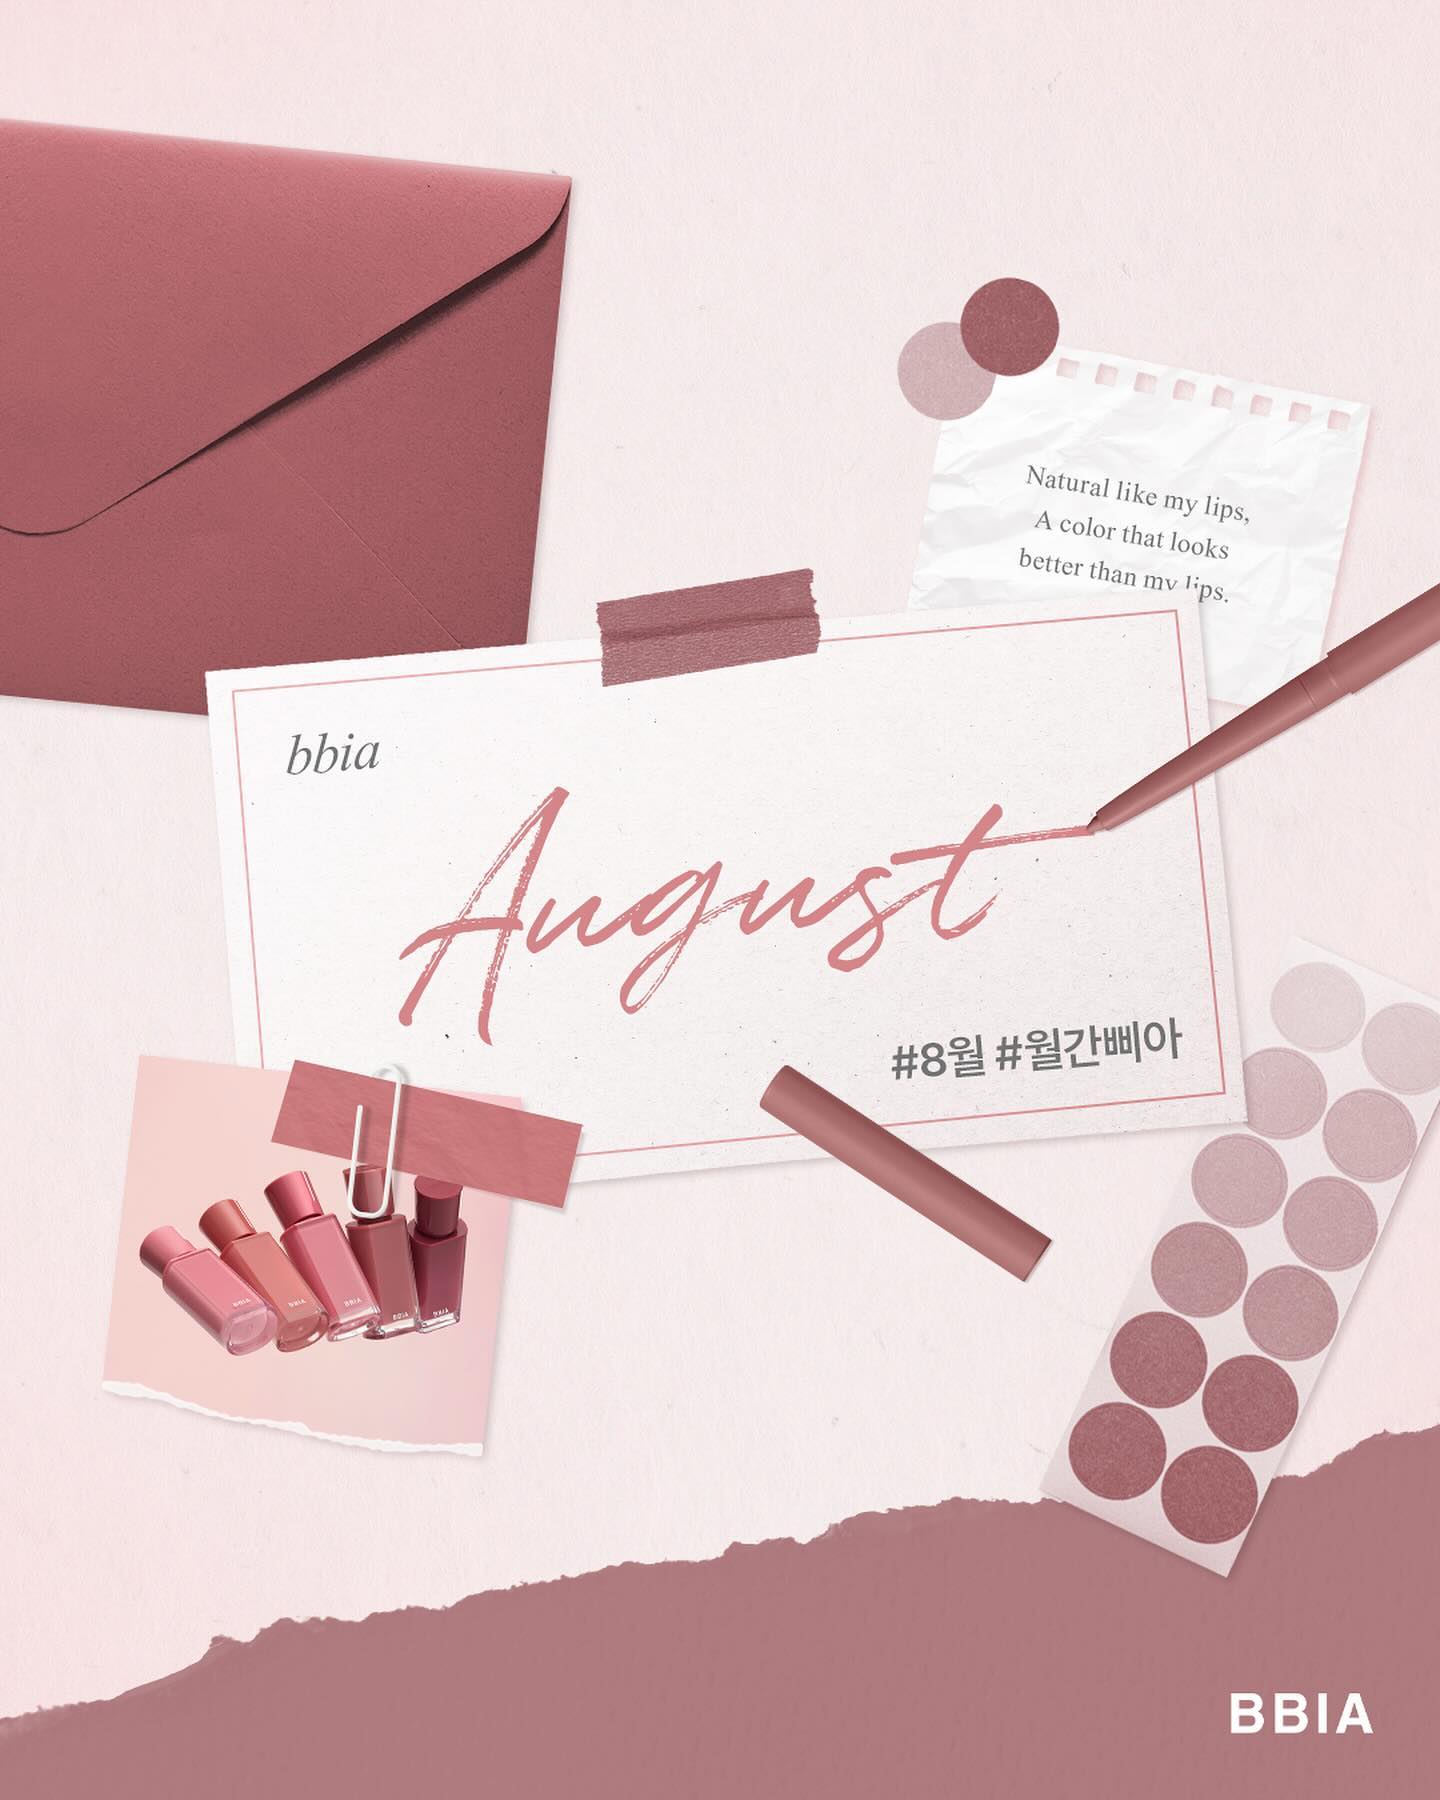 Natural like my lips,
A color that looks
better than my lips.
bbia
August
#8월 #월간삐아
BBIA
BBIA
BBIA
BBIA
BBIA
BBIA